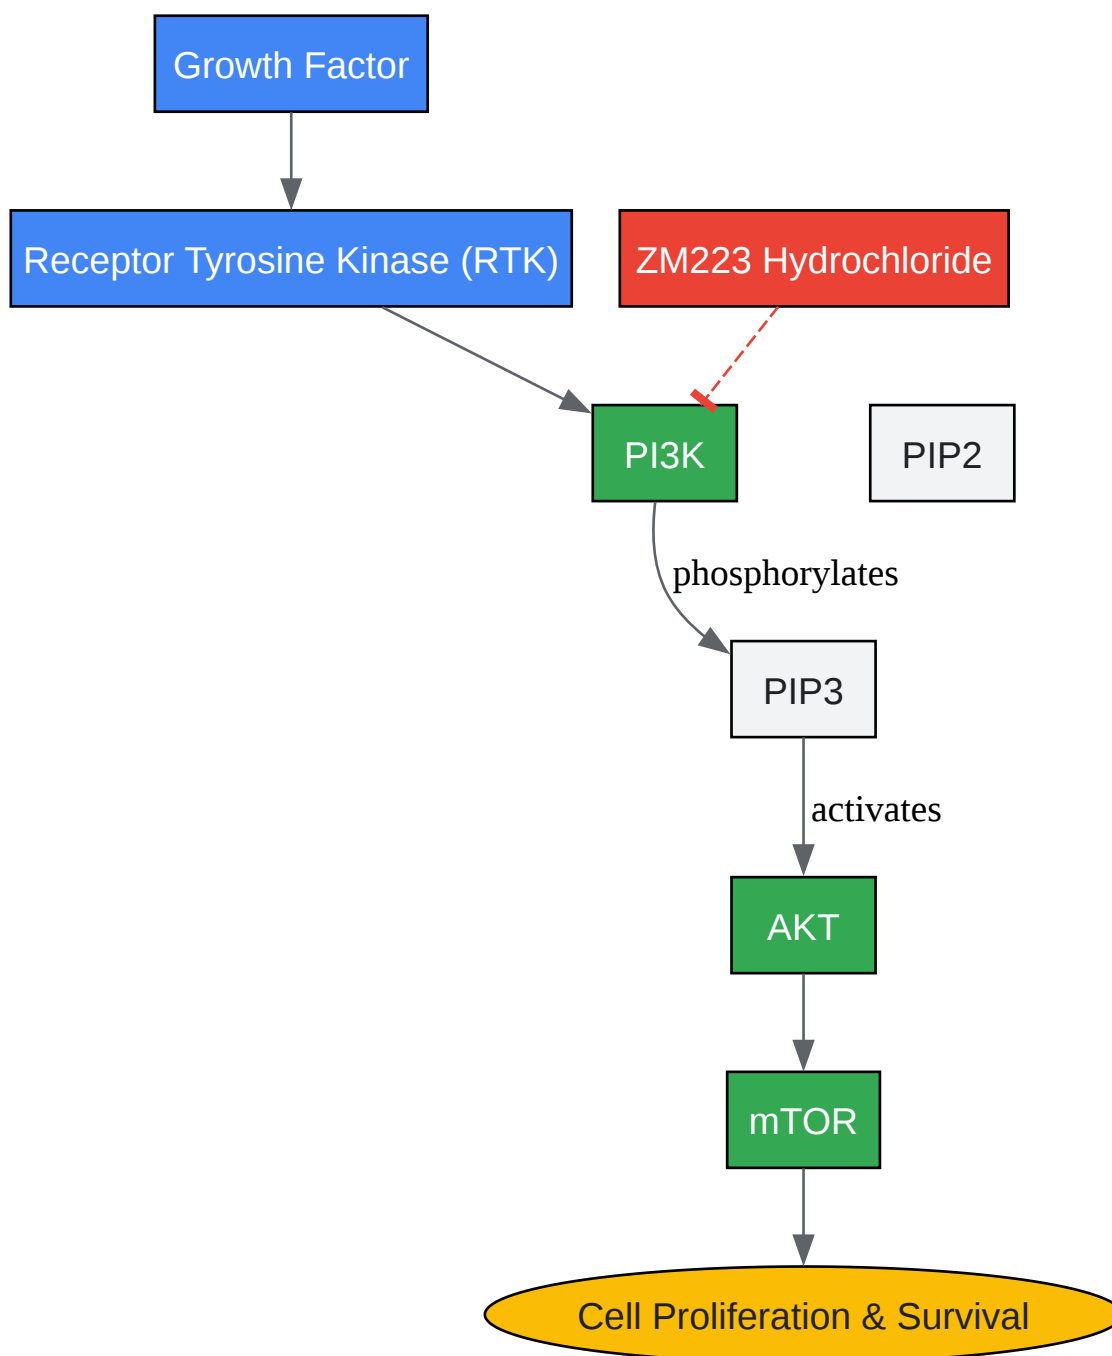 Growth Factor
Receptor Tyrosine Kinase (RTK)
ZM223 Hydrochloride
PI3K
PIP2
phosphorylates
PIP3
activates
AKT
mTOR
Cell Proliferation & Survival